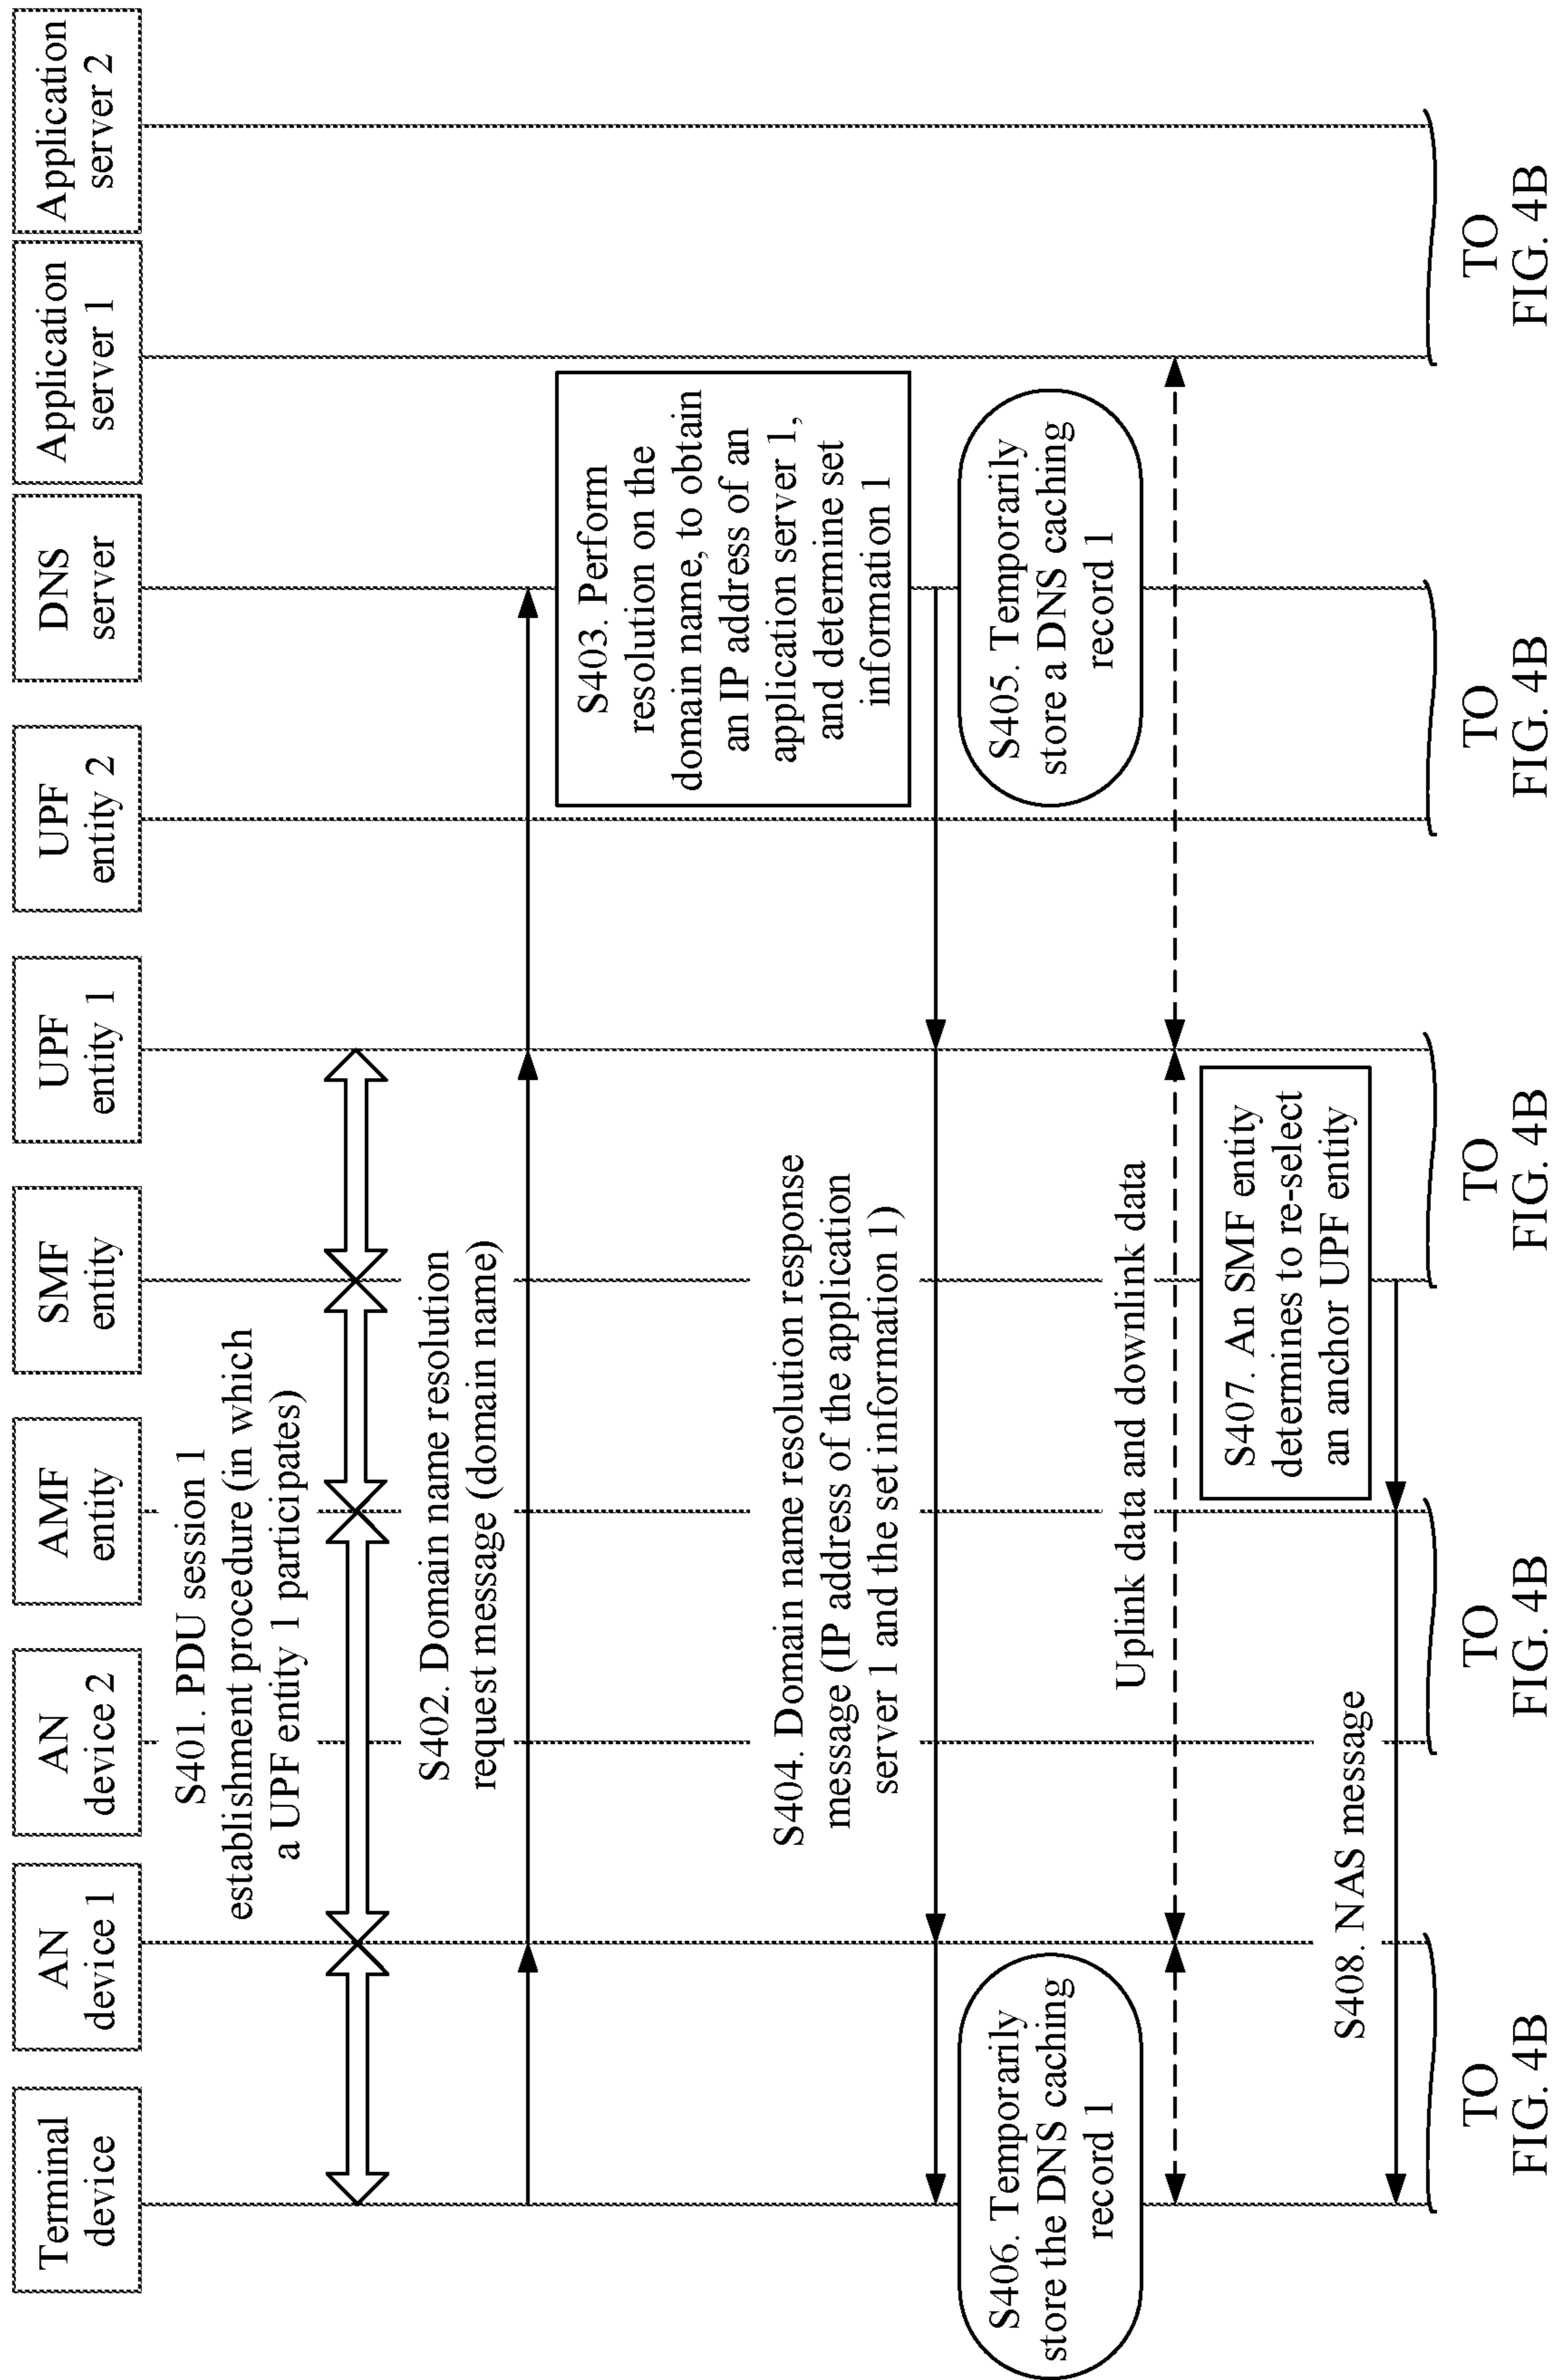 Terminal
device
AN
device 1
AN
device 2
AMF
entity
SMF
entity
UPF
entity 1
UPF
entity 2
DNS
server
Application
server 1
Application
server 2
S401. PDU session 1
establishment procedure (in which
a UPF entity 1 participates)
S402. Domain name resolution
request message (domain name)
S403. Perform
resolution on the
domain name, to obtain
an IP address of an
application server 1,
and determine set
information 1
S404. Domain name resolution response
message (IP address of the application
server 1 and the set information 1)
S405. Temporarily
store a DNS caching
record 1
S406. Temporarily
store the DNS caching
record 1
Uplink data and downlink data
S407. An SMF entity
determines to re-select
an anchor UPF entity
S408. NAS message
TO
FIG. 4B
TO
FIG. 4B
TO
FIG. 4B
TO
FIG. 4B
TO
FIG. 4B